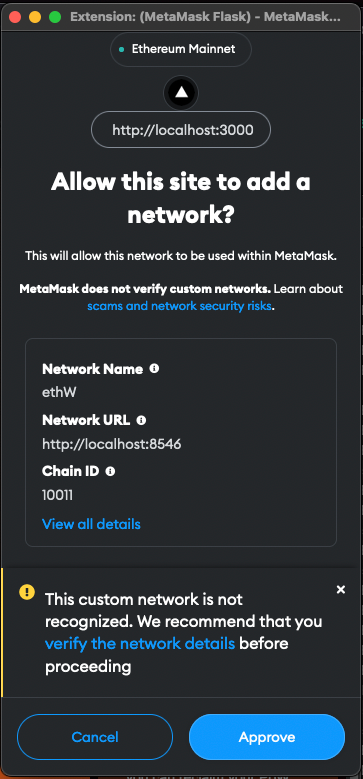 Extension: (MetaMask Flask) - MetaMask...
Ethereum Mainnet
http://localhost:3000
Allow this site to add a
network?
This will allow this network to be used within MetaMask.
MetaMask does not verify custom networks. Learn about
scams and network security risks.
Network Name
ethW
Network URL
http://localhost:8546
Chain ID
10011
View all details
This custom network is not
recognized. We recommend that you
verify the network details before
proceeding
Cancel
Approve